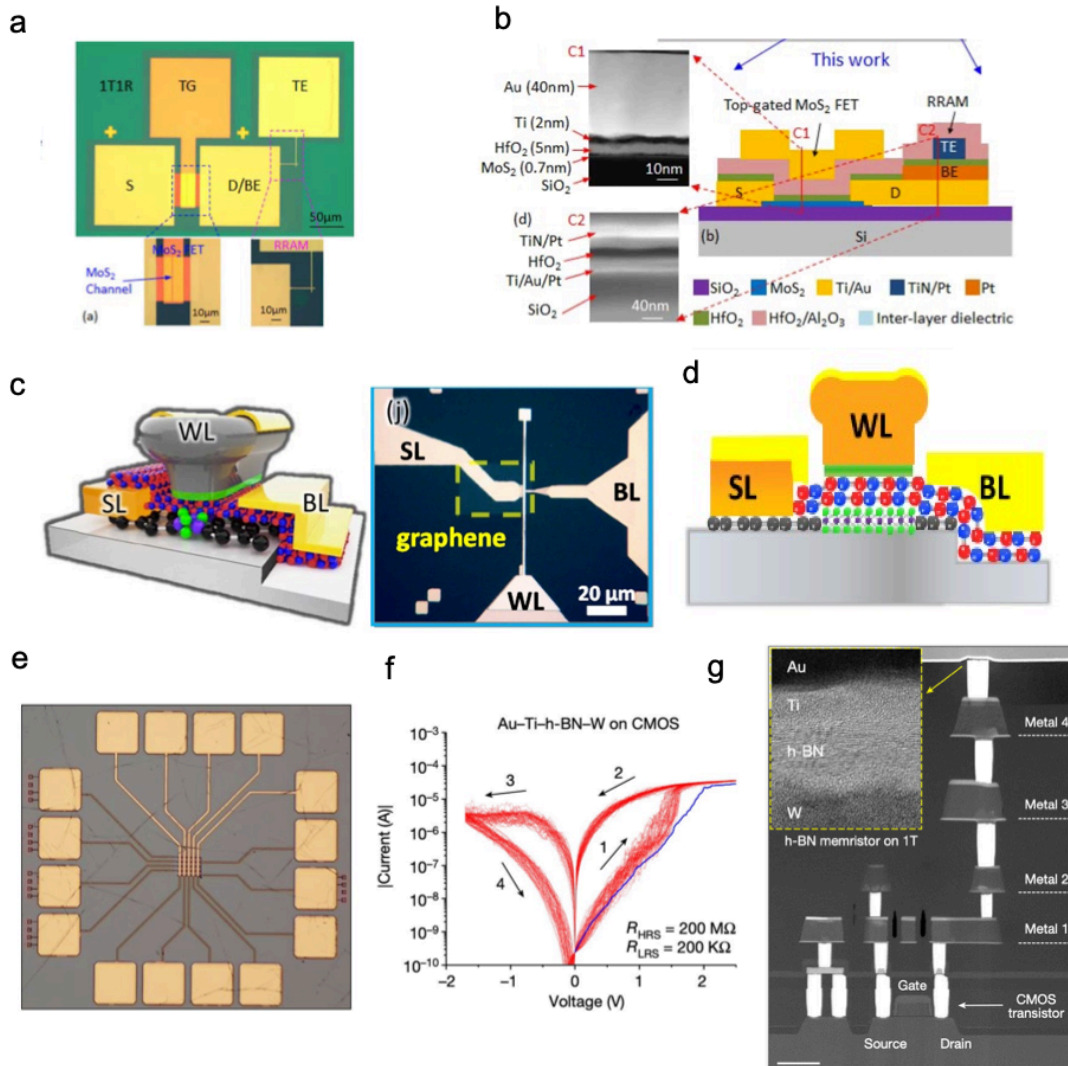 a
1T1R
TG
TE
S
D/BE
50μm
MoS₂ FET
RRAM
MoS₂
Channel
10μm
10μm
(a)
b
C1
Au (40nm)
Ti (2nm)
HfO₂ (5nm)
MoS₂ (0.7nm)
SiO₂
10nm
This work
Top-gated MoS₂ FET
RRAM
C1
C2
TE
BE
S
D
(b)
Si
(d)
C2
TiN/Pt
HfO₂
Ti/Au/Pt
SiO₂
40nm
SiO₂ MoS₂ Ti/Au TiN/Pt Pt
HfO₂ HfO₂/Al₂O₃ Inter-layer dielectric
c
WL
SL
BL
(j)
SL
BL
graphene
WL
20 μm
d
WL
SL
BL
e
f
Au–Ti–h-BN–W on CMOS
|Current (A)|
10⁻³
10⁻⁴
10⁻⁵
10⁻⁶
10⁻⁷
10⁻⁸
10⁻⁹
10⁻¹⁰
3
2
1
4
R_HRS = 200 MΩ
R_LRS = 200 KΩ
−2 −1 0 1 2
Voltage (V)
g
Au
Ti
h-BN
W
h-BN memristor on 1T
Metal 4
Metal 3
Metal 2
Metal 1
Gate
CMOS
transistor
Source
Drain